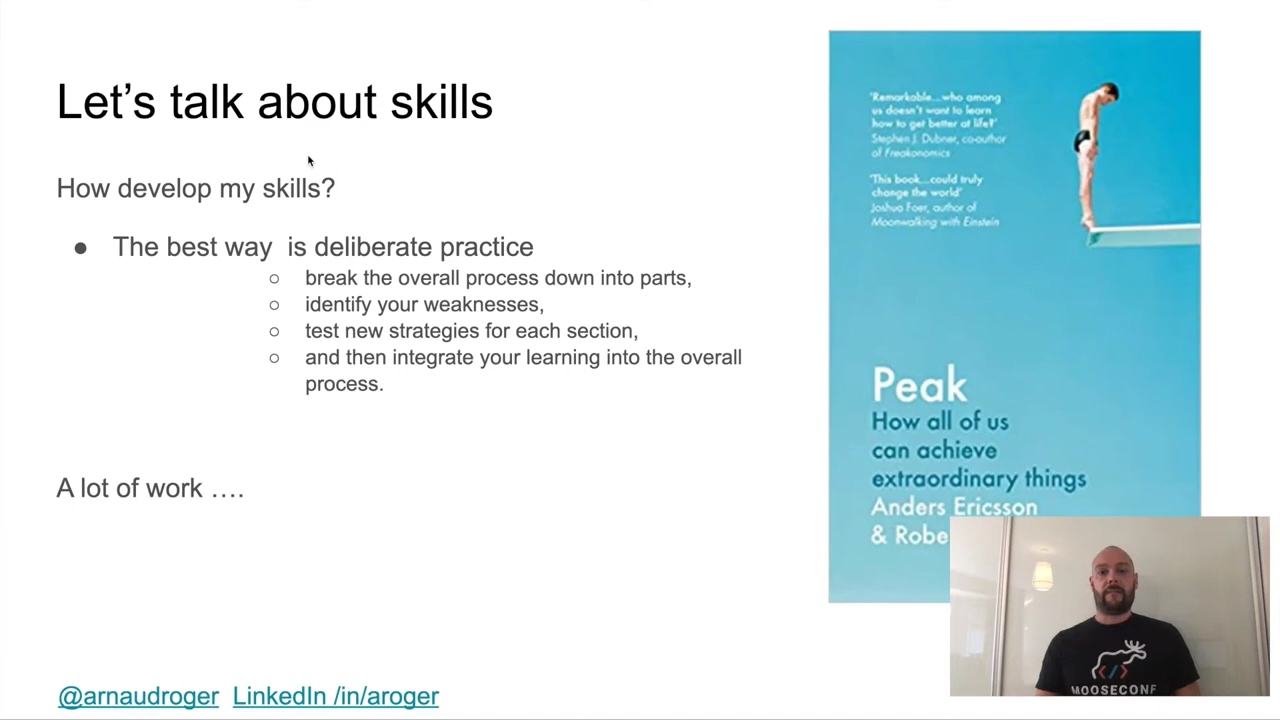 Let's talk about skills
How develop my skills?
● The best way  is deliberate practice
○ break the overall process down into parts,
○ identify your weaknesses,
○ test new strategies for each section,
○ and then integrate your learning into the overall
process.
A lot of work ….
@arnaudroger LinkedIn /in/aroger
'Remarkable...who among
us doesn't want to learn
how to get better at life?'
Stephen J. Dubner, co-author
of Freakonomics
'This book...could truly
change the world'
Joshua Foer, author of
Moonwalking with Einstein
Peak
How all of us
can achieve
extraordinary things
Anders Ericsson
& Robe
MOOSECONF